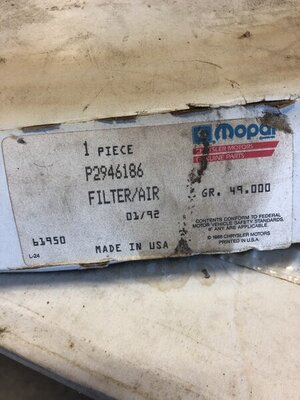 1 PIECE
P2946186
FILTER/AIR
01/92
61950
MADE IN USA
L-24
Mopar
CHRYSLER MOTORS
GENUINE PARTS
GR. 49.000
CONTENTS CONFORM TO FEDERAL
MOTOR VEHICLE SAFETY STANDARDS,
IF ANY ARE APPLICABLE
© 1988 CHRYSLER MOTORS
PRINTED IN U.S.A.